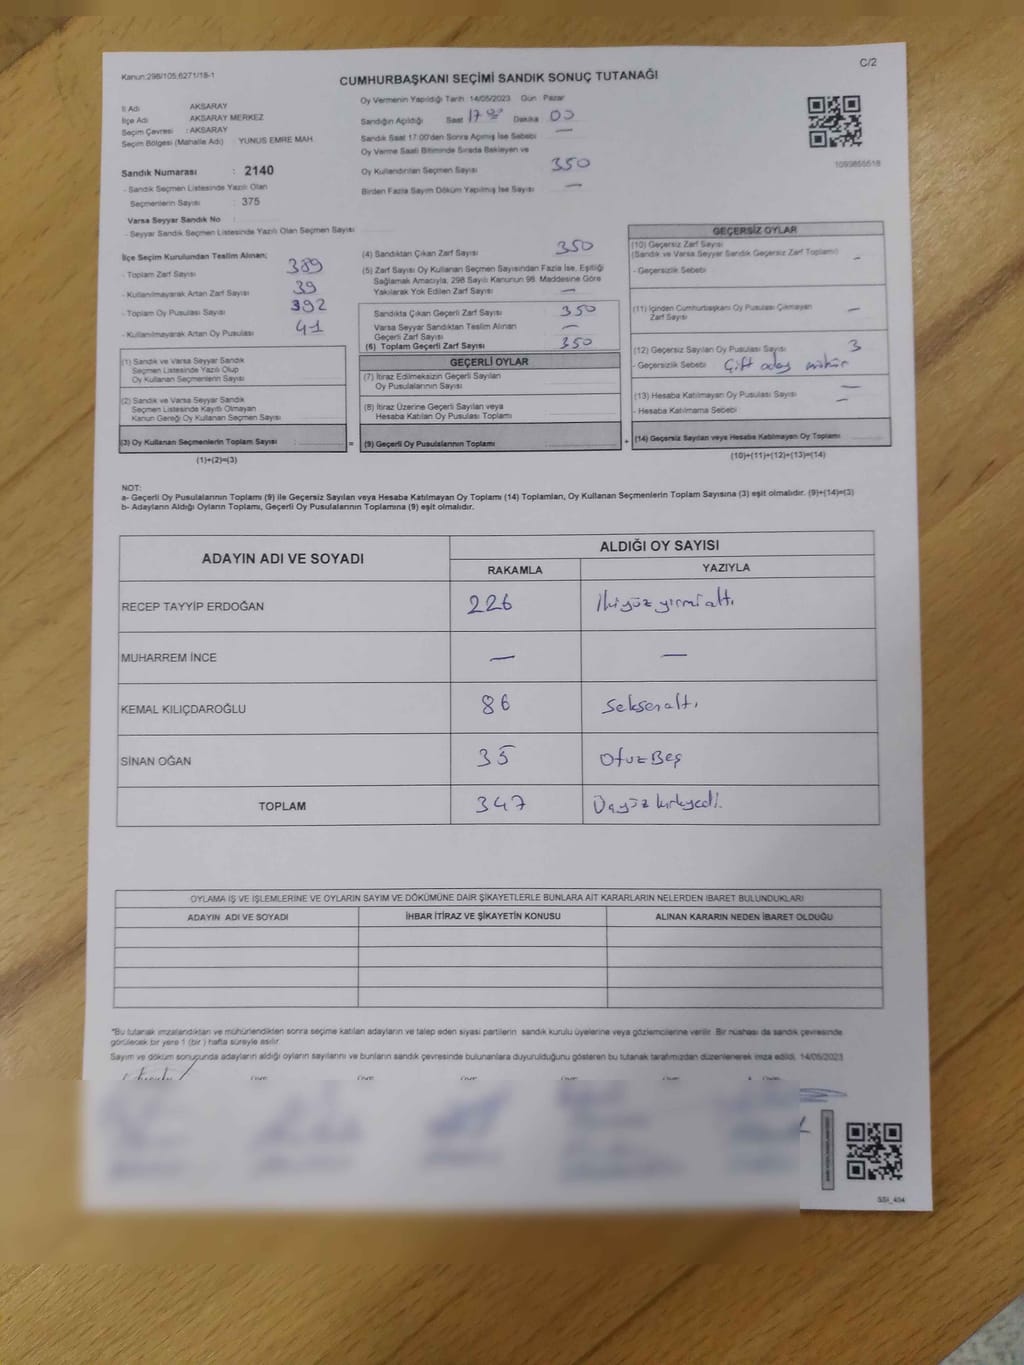 Kanun:298/105,6271/18-1
C/2
CUMHURBAŞKANI SEÇİMİ SANDIK SONUÇ TUTANAĞI
İl Adı AKSARAY
İlçe Adı AKSARAY MERKEZ
Seçim Çevresi : AKSARAY
Seçim Bölgesi (Mahalle Adı) YUNUS EMRE MAH
Sandık Numarası : 2140
- Sandık Seçmen Listesinde Yazılı Olan
Seçmenlerin Sayısı : 375
Varsa Seyyar Sandık No :
- Seyyar Sandık Seçmen Listesinde Yazılı Olan Seçmen Sayısı
Oy Vermenin Yapıldığı Tarih 14/05/2023 Gün Pazar
Sandığın Açıldığı Saat 17 Dakika 00
Sandık Saat 17:00'den Sonra Açılmış İse Sebebi —
Oy Verme Saati Bitiminde Sırada Bekleyen ve
Oy Kullandırılan Seçmen Sayısı 350
Birden Fazla Sayım Döküm Yapılmış İse Sayısı —
1099855518
İlçe Seçim Kurulundan Teslim Alınan;
- Toplam Zarf Sayısı 389
- Kullanılmayarak Artan Zarf Sayısı 39
- Toplam Oy Pusulası Sayısı 392
- Kullanılmayarak Artan Oy Pusulası 41
(1) Sandık ve Varsa Seyyar Sandık
Seçmen Listesinde Yazılı Olup
Oy Kullanan Seçmenlerin Sayısı
(2) Sandık ve Varsa Seyyar Sandık
Seçmen Listesinde Kayıtlı Olmayan
Kanun Gereği Oy Kullanan Seçmen Sayısı
(3) Oy Kullanan Seçmenlerin Toplam Sayısı :
(1)+(2)=(3)
(4) Sandıktan Çıkan Zarf Sayısı 350
(5) Zarf Sayısı Oy Kullanan Seçmen Sayısından Fazla İse, Eşitliği
Sağlamak Amacıyla, 298 Sayılı Kanunun 98. Maddesine Göre
Yakılarak Yok Edilen Zarf Sayısı —
Sandıkta Çıkan Geçerli Zarf Sayısı 350
Varsa Seyyar Sandıktan Teslim Alınan
Geçerli Zarf Sayısı —
(6) Toplam Geçerli Zarf Sayısı 350
GEÇERLİ OYLAR
(7) İtiraz Edilmeksizin Geçerli Sayılan
Oy Pusulalarının Sayısı
(8) İtiraz Üzerine Geçerli Sayılan veya
Hesaba Katılan Oy Pusulası Toplamı
= (9) Geçerli Oy Pusulalarının Toplamı :
GEÇERSİZ OYLAR
(10) Geçersiz Zarf Sayısı
(Sandık ve Varsa Seyyar Sandık Geçersiz Zarf Toplamı) —
- Geçersizlik Sebebi
(11) İçinden Cumhurbaşkanı Oy Pusulası Çıkmayan
Zarf Sayısı —
(12) Geçersiz Sayılan Oy Pusulası Sayısı 3
- Geçersizlik Sebebi Çift aday mühür
(13) Hesaba Katılmayan Oy Pusulası Sayısı —
- Hesaba Katılmama Sebebi —
+ (14) Geçersiz Sayılan veya Hesaba Katılmayan Oy Toplamı
(10)+(11)+(12)+(13)=(14)
NOT:
a- Geçerli Oy Pusulalarının Toplamı (9) ile Geçersiz Sayılan veya Hesaba Katılmayan Oy Toplamı (14) Toplamları, Oy Kullanan Seçmenlerin Toplam Sayısına (3) eşit olmalıdır. (9)+(14)=(3)
b- Adayların Aldığı Oyların Toplamı, Geçerli Oy Pusulalarının Toplamına (9) eşit olmalıdır.
ADAYIN ADI VE SOYADI ALDIĞI OY SAYISI
RAKAMLA YAZIYLA
RECEP TAYYİP ERDOĞAN 226 İkiyüz yirmi altı
MUHARREM İNCE — —
KEMAL KILIÇDAROĞLU 86 Seksenaltı
SİNAN OĞAN 35 OtuzBeş
TOPLAM 347 Üçyüz kırkyedi.
OYLAMA İŞ VE İŞLEMLERİNE VE OYLARIN SAYIM VE DÖKÜMÜNE DAİR ŞİKAYETLERLE BUNLARA AİT KARARLARIN NELERDEN İBARET BULUNDUKLARI
ADAYIN ADI VE SOYADI İHBAR İTİRAZ VE ŞİKAYETİN KONUSU ALINAN KARARIN NEDEN İBARET OLDUĞU
*Bu tutanak imzalandıktan ve mühürlendikten sonra seçime katılan adayların ve talep eden siyasi partilerin sandık kurulu üyelerine veya gözlemcilerine verilir. Bir nüshası da sandık çevresinde
görülecek bir yere 1 (bir) hafta süreyle asılır
Sayım ve döküm sonucunda adayların aldığı oyların sayılarını ve bunların sandık çevresinde bulunanlara duyurulduğunu gösteren bu tutanak tarafımızdan düzenlenerek imza edildi. 14/05/2023
SSİ_404